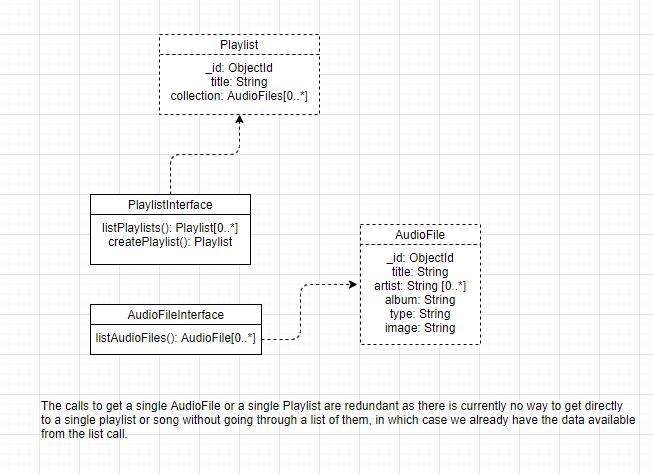 Playlist
_id: ObjectId
title: String
collection: AudioFiles[0..*]
PlaylistInterface
listPlaylists(): Playlist[0..*]
createPlaylist(): Playlist
AudioFile
_id: ObjectId
title: String
artist: String [0..*]
album: String
type: String
image: String
AudioFileInterface
listAudioFiles(): AudioFile[0..*]
The calls to get a single AudioFile or a single Playlist are redundant as there is currently no way to get directly
to a single playlist or song without going through a list of them, in which case we already have the data available
from the list call.